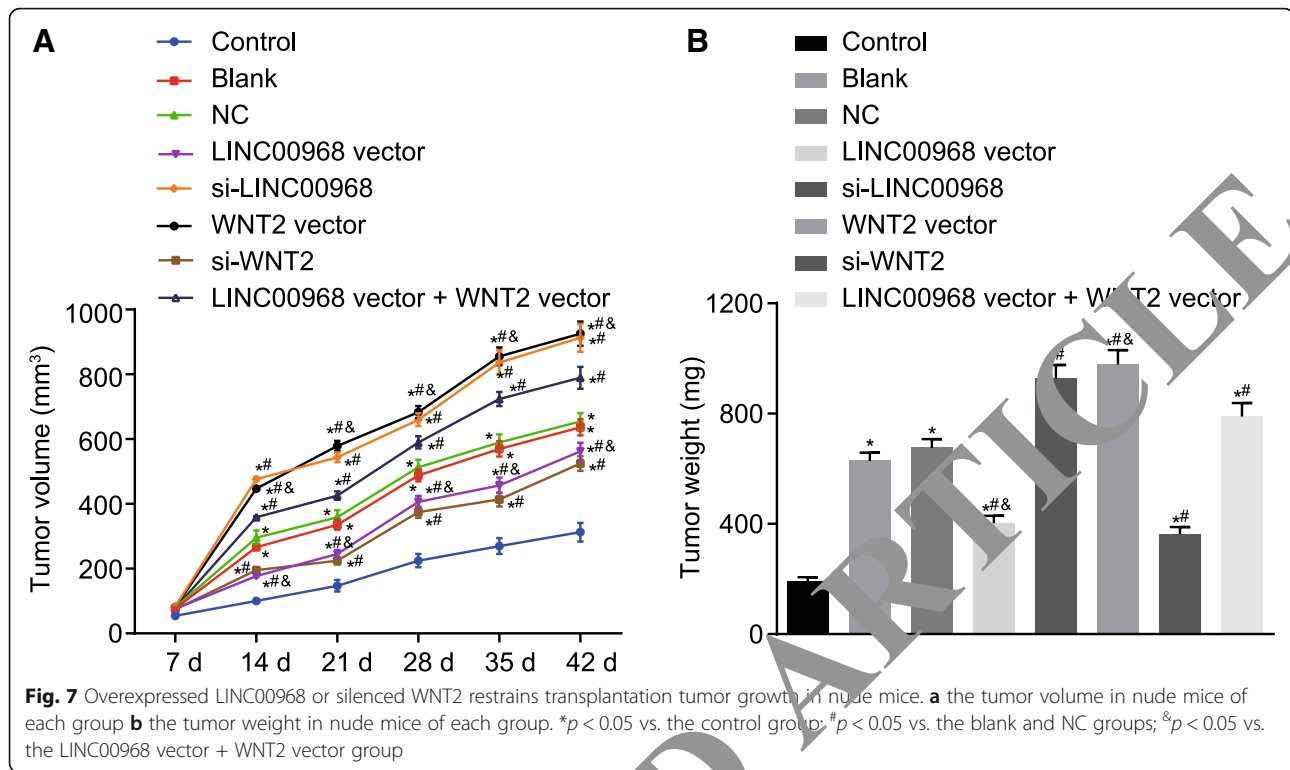 A
Control
Blank
NC
LINC00968 vector
si-LINC00968
WNT2 vector
si-WNT2
LINC00968 vector + WNT2 vector
Tumor volume (mm³)
1000
800
600
400
200
0
7 d 14 d 21 d 28 d 35 d 42 d
*# *#& *# * * *# *#&
*#& *# *# * * *#& *#
*#& *# *# * * *#& *#
*#& *# *# * * *#& *#
*#& *# *# * * *#& *#
B
Control
Blank
NC
LINC00968 vector
si-LINC00968
WNT2 vector
si-WNT2
LINC00968 vector + WNT2 vector
Tumor weight (mg)
1200
800
400
0
* * *#& # *#& *# *#
D ARTICLE
Fig. 7 Overexpressed LINC00968 or silenced WNT2 restrains transplantation tumor growth in nude mice. a the tumor volume in nude mice of
each group b the tumor weight in nude mice of each group. *p < 0.05 vs. the control group; #p < 0.05 vs. the blank and NC groups; &p < 0.05 vs.
the LINC00968 vector + WNT2 vector group